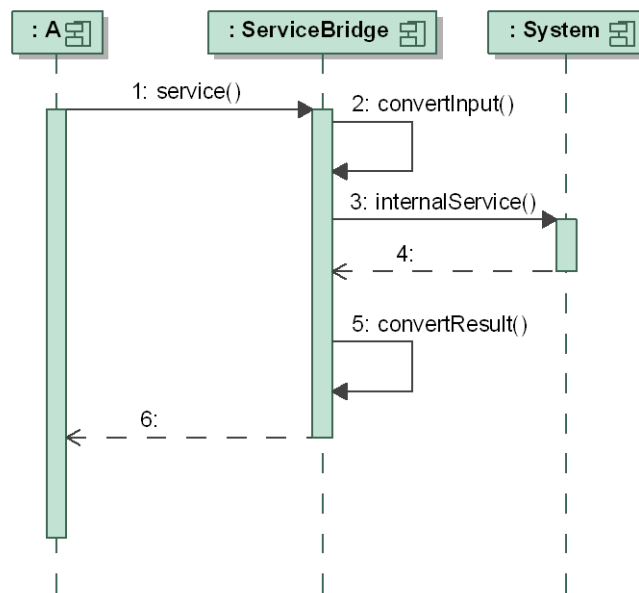 : A
: ServiceBridge
: System
1: service()
2: convertInput()
3: internalService()
4:
5: convertResult()
6: